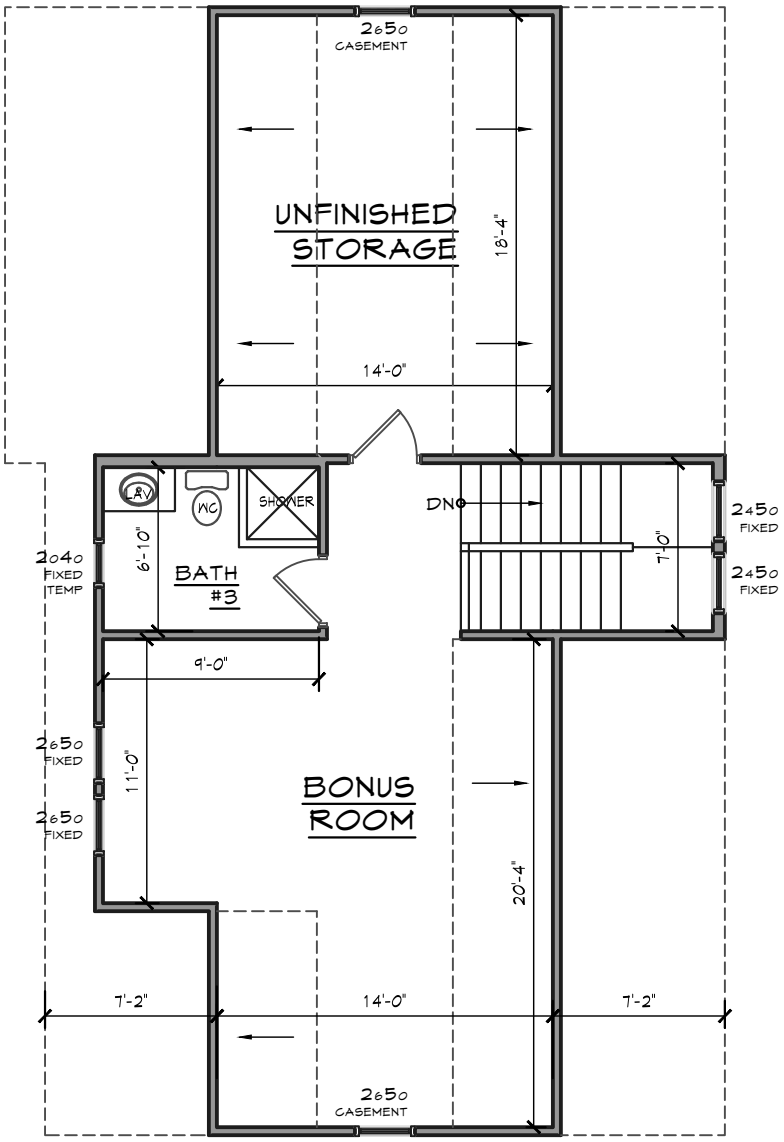 2650
CASEMENT
UNFINISHED
STORAGE
18'-4"
14'-0"
LAV
WC
SHOWER
DN
2450
FIXED
6'-10"
7'-0"
2040
FIXED
TEMP
BATH
#3
2450
FIXED
9'-0"
2650
FIXED
11'-0"
BONUS
ROOM
2650
FIXED
20'-4"
7'-2"
14'-0"
7'-2"
2650
CASEMENT